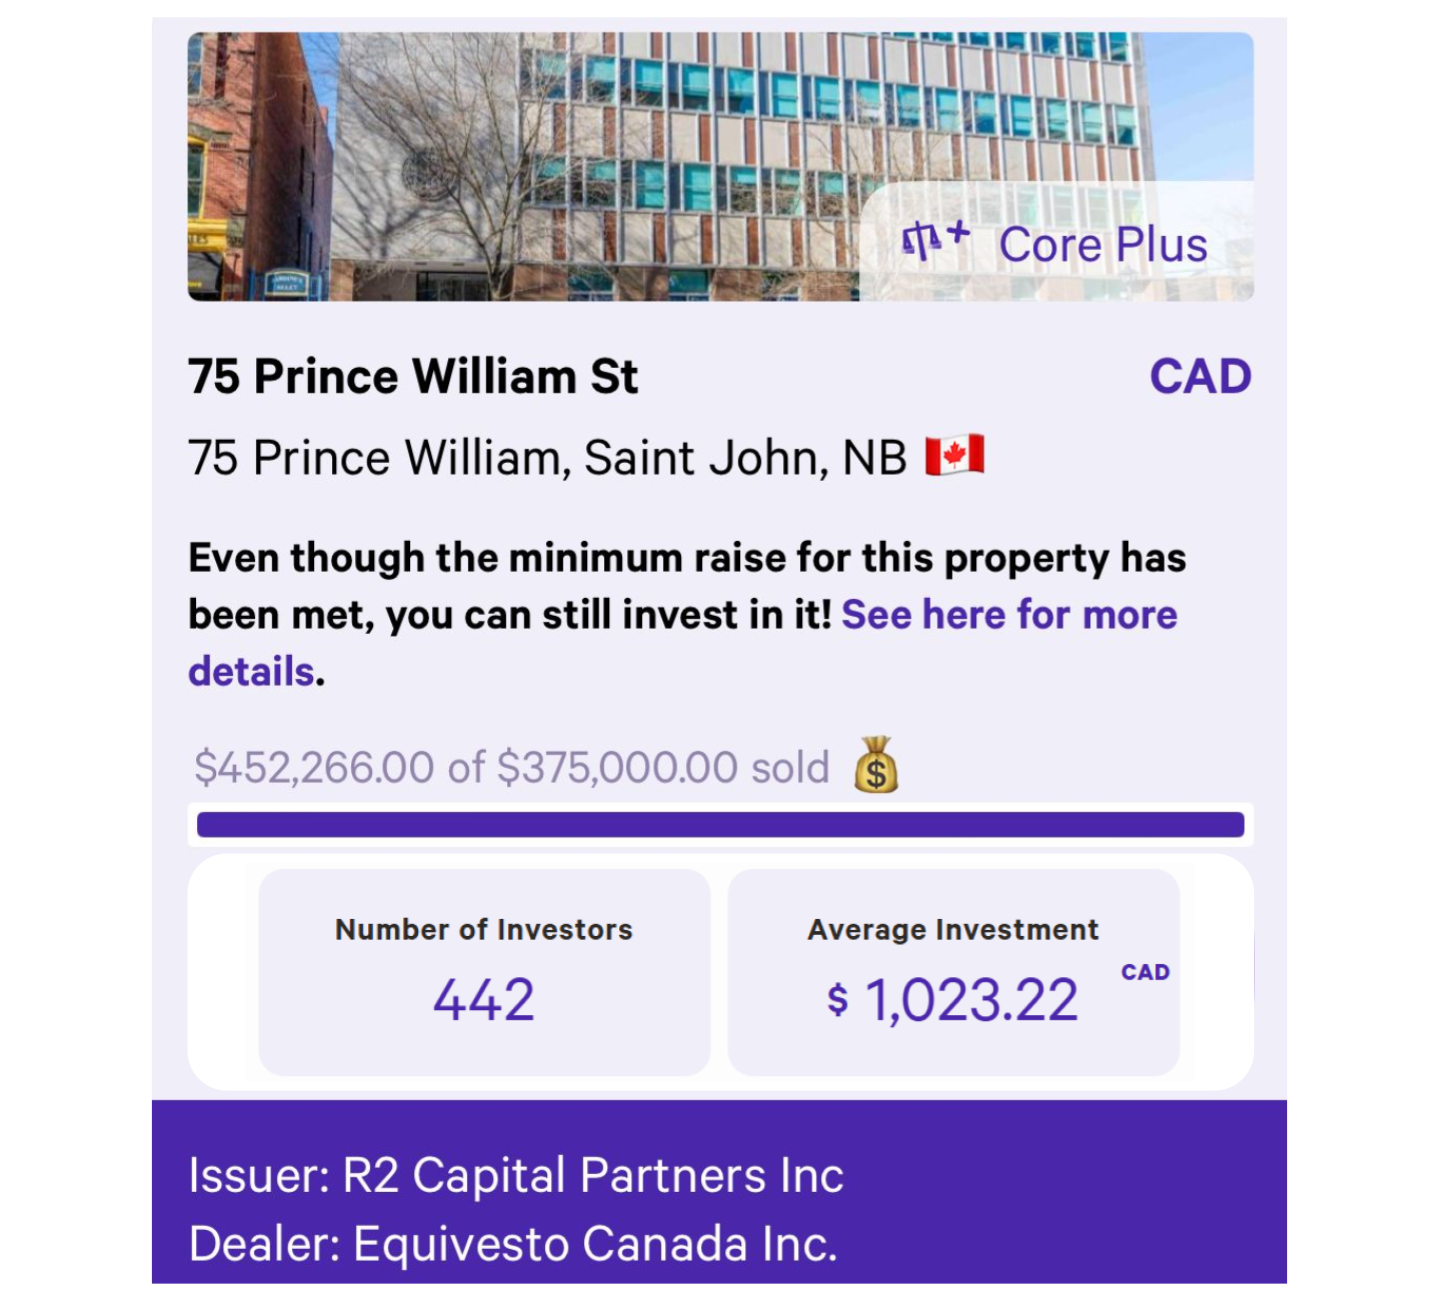 Core Plus
75 Prince William St
CAD
75 Prince William, Saint John, NB
Even though the minimum raise for this property has
been met, you can still invest in it! See here for more
details.
$452,266.00 of $375,000.00 sold
Number of Investors
442
Average Investment
$ 1,023.22 CAD
Issuer: R2 Capital Partners Inc
Dealer: Equivesto Canada Inc.